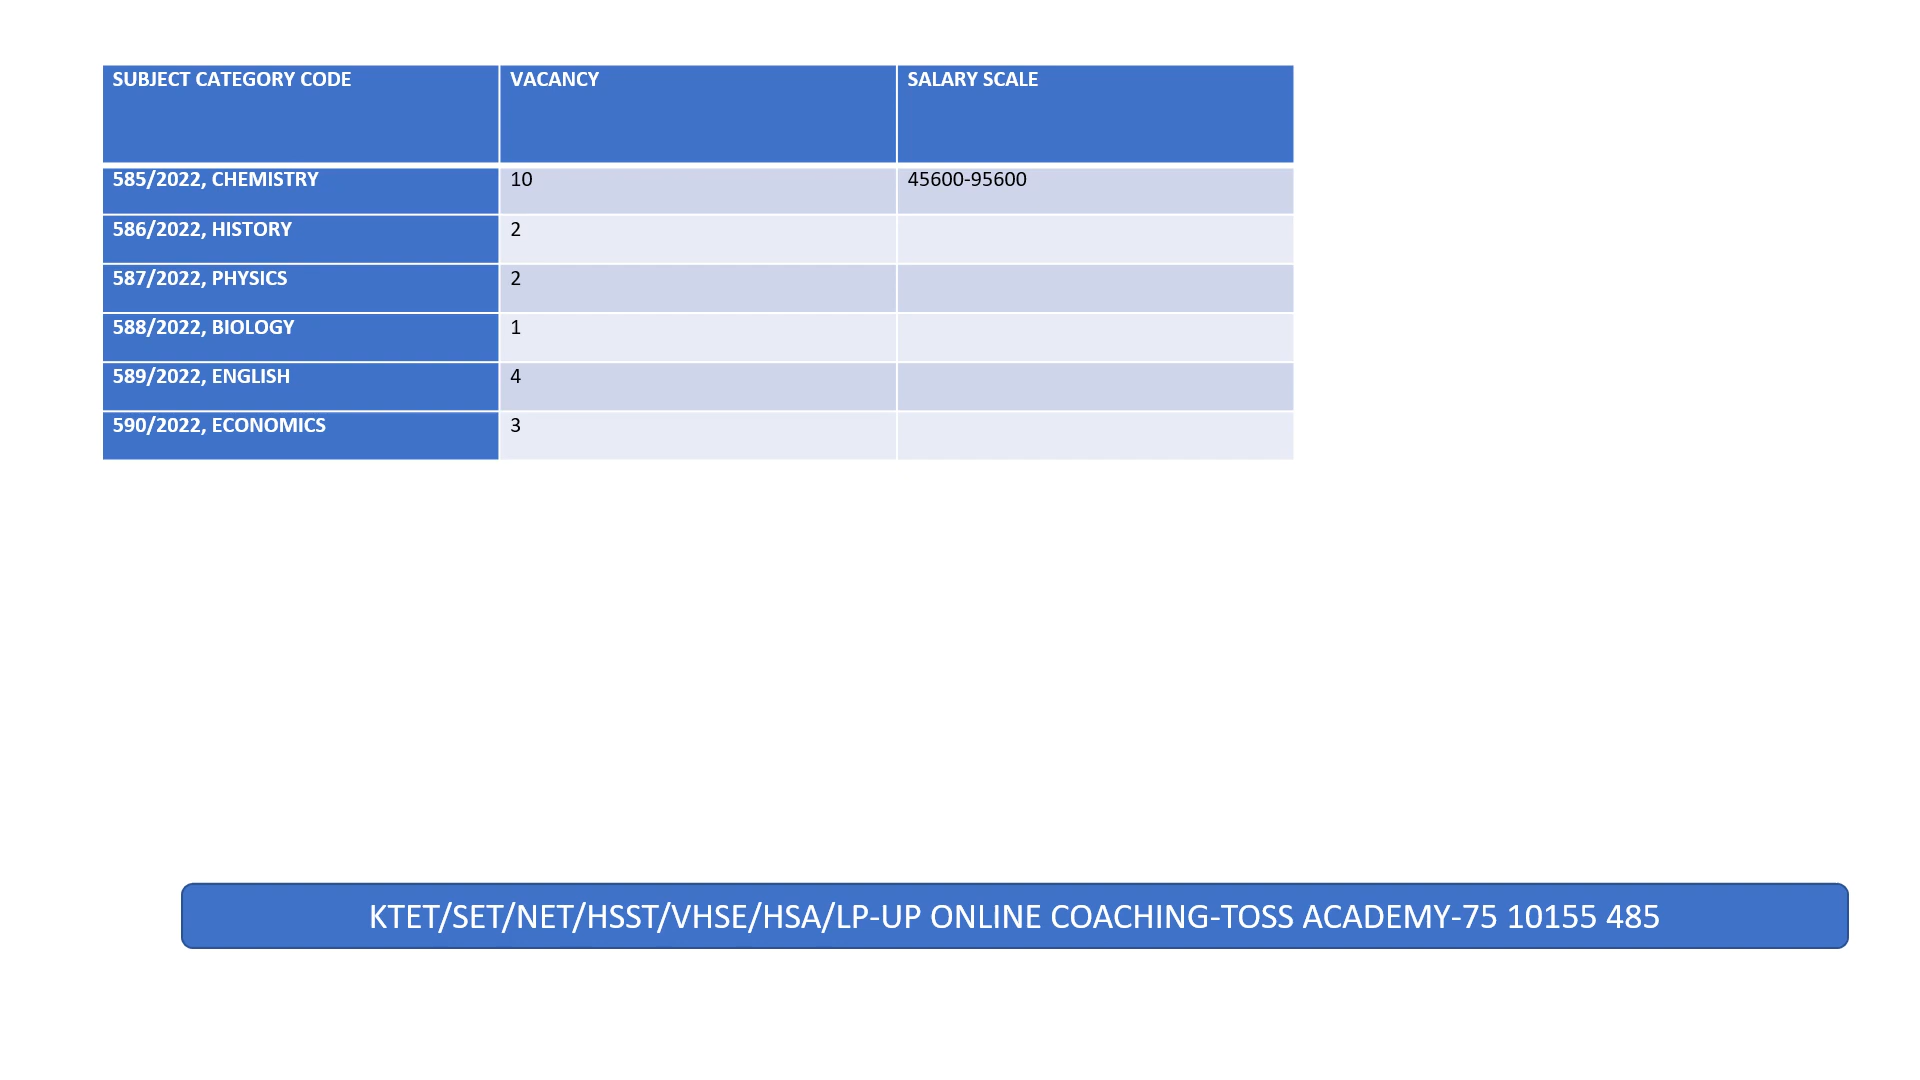 SUBJECT CATEGORY CODE VACANCY SALARY SCALE
585/2022, CHEMISTRY 10 45600-95600
586/2022, HISTORY 2
587/2022, PHYSICS 2
588/2022, BIOLOGY 1
589/2022, ENGLISH 4
590/2022, ECONOMICS 3
KTET/SET/NET/HSST/VHSE/HSA/LP-UP ONLINE COACHING-TOSS ACADEMY-75 10155 485